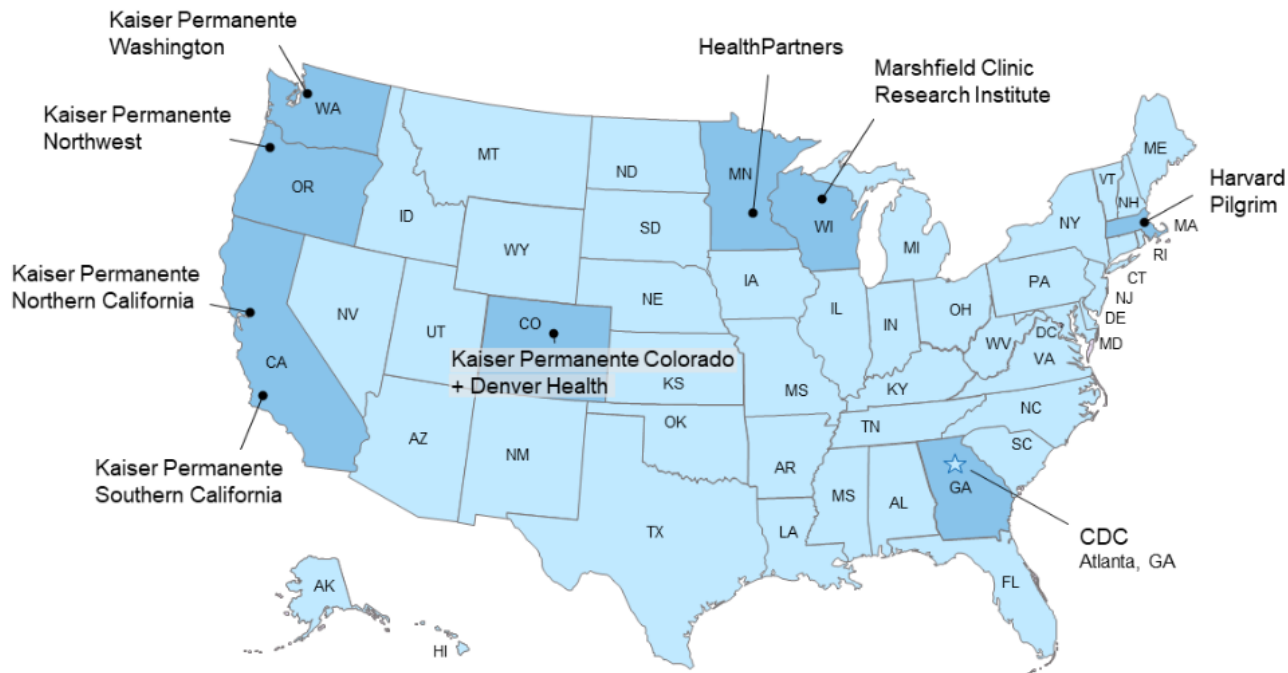 Kaiser Permanente
Washington
HealthPartners
Marshfield Clinic
Research Institute
Kaiser Permanente
Northwest
Harvard
Pilgrim
Kaiser Permanente
Northern California
Kaiser Permanente Colorado
+ Denver Health
Kaiser Permanente
Southern California
CDC
Atlanta, GA
WA
OR
CA
ID
NV
MT
WY
UT
CO
AZ
NM
ND
SD
NE
KS
OK
TX
MN
IA
MS
AR
LA
WI
IL
MI
IN
OH
KY
TN
MS
AL
GA
FL
SC
NC
VA
WV
DC
MD
DE
NJ
PA
NY
CT
RI
MA
VT
NH
ME
AK
HI